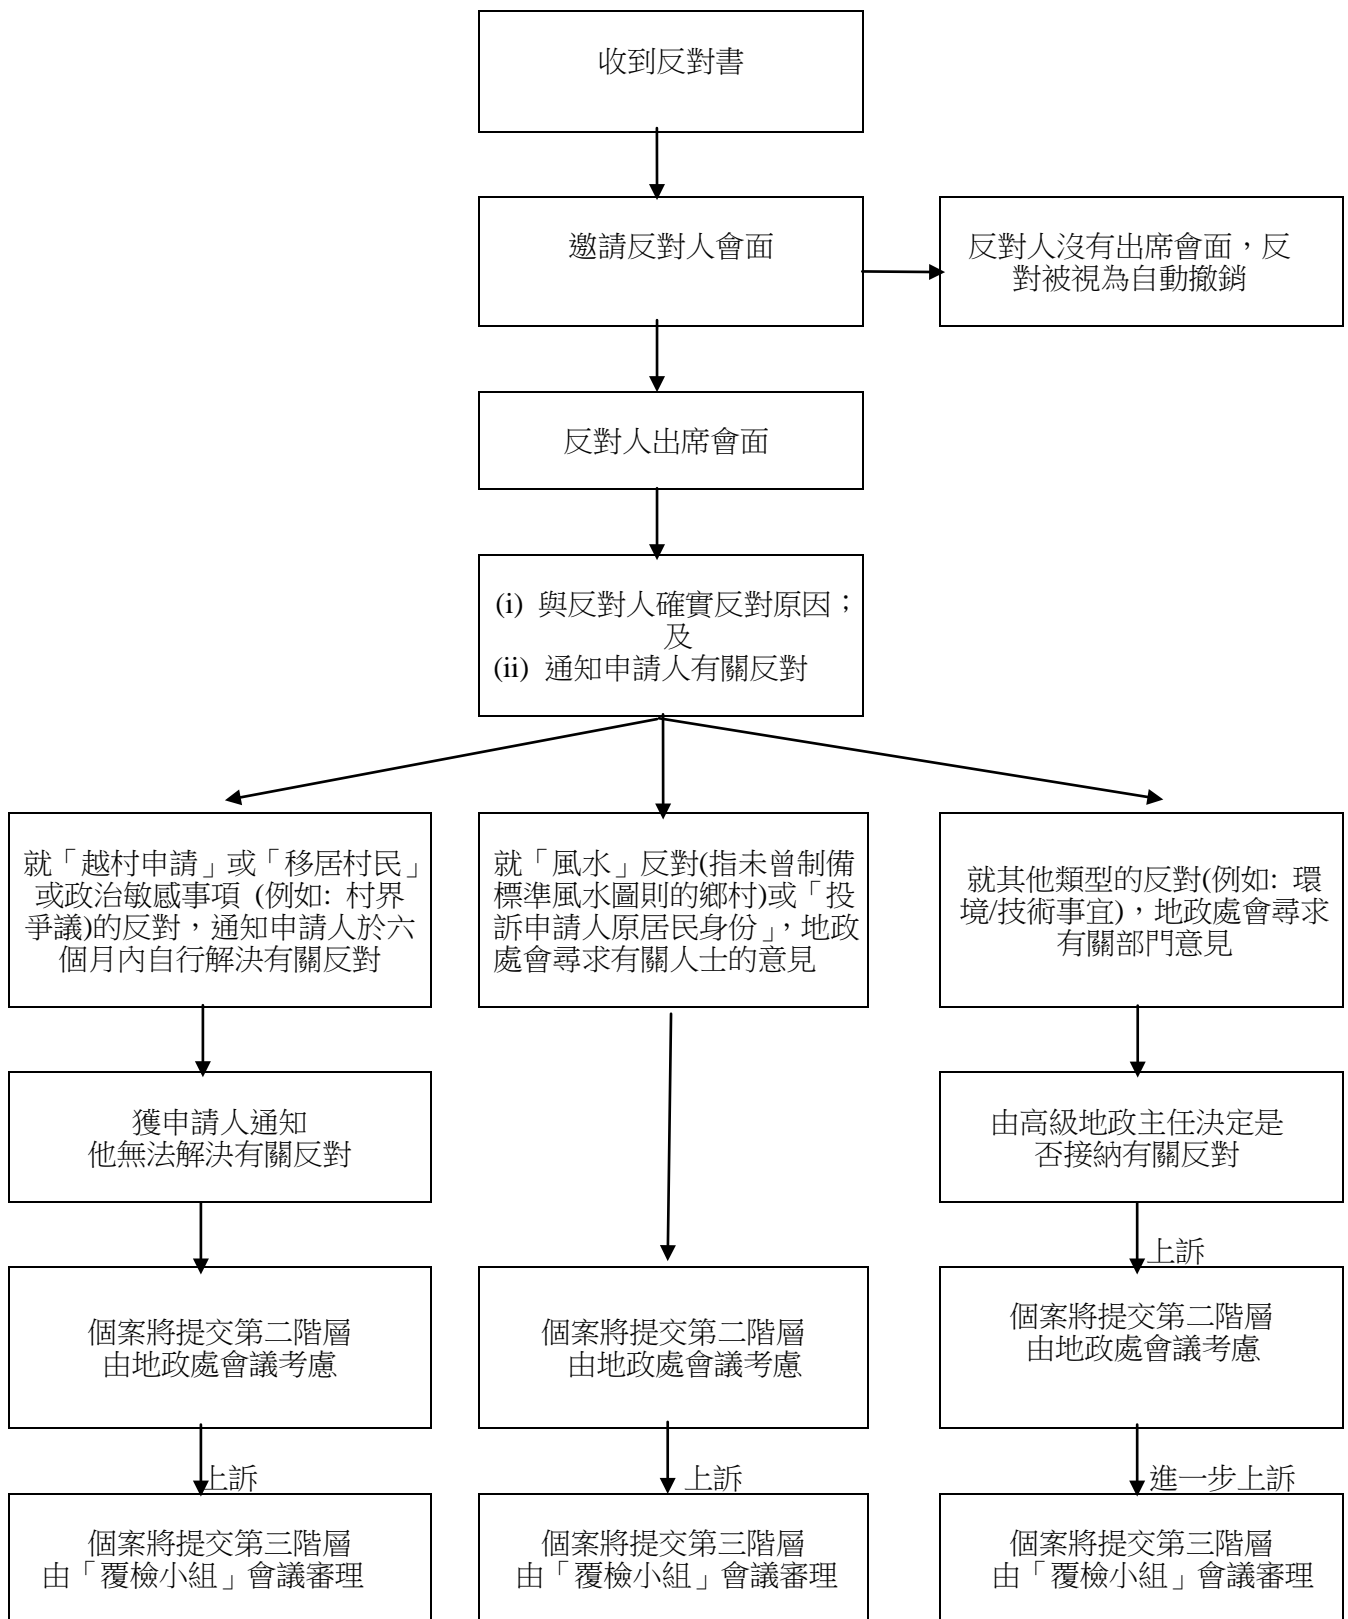 收到反對書
邀請反對人會面
反對人沒有出席會面，反
對被視為自動撤銷
反對人出席會面
(i) 與反對人確實反對原因；
及
(ii) 通知申請人有關反對
就「越村申請」或「移居村民」
或政治敏感事項 (例如: 村界
爭議)的反對，通知申請人於六
個月內自行解決有關反對
就「風水」反對(指未曾制備
標準風水圖則的鄉村)或「投
訴申請人原居民身份」，地政
處會尋求有關人士的意見
就其他類型的反對(例如: 環
境/技術事宜)，地政處會尋求
有關部門意見
獲申請人通知
他無法解決有關反對
由高級地政主任決定是
否接納有關反對
上訴
個案將提交第二階層
由地政處會議考慮
個案將提交第二階層
由地政處會議考慮
個案將提交第二階層
由地政處會議考慮
上訴
上訴
進一步上訴
個案將提交第三階層
由「覆檢小組」會議審理
個案將提交第三階層
由「覆檢小組」會議審理
個案將提交第三階層
由「覆檢小組」會議審理